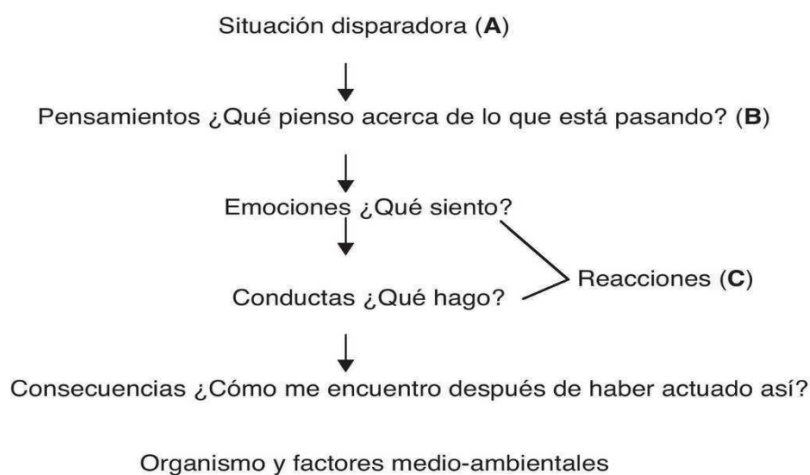 Situación disparadora (A)
Pensamientos ¿Qué pienso acerca de lo que está pasando? (B)
Emociones ¿Qué siento?
Reacciones (C)
Conductas ¿Qué hago?
Consecuencias ¿Cómo me encuentro después de haber actuado así?
Organismo y factores medio-ambientales